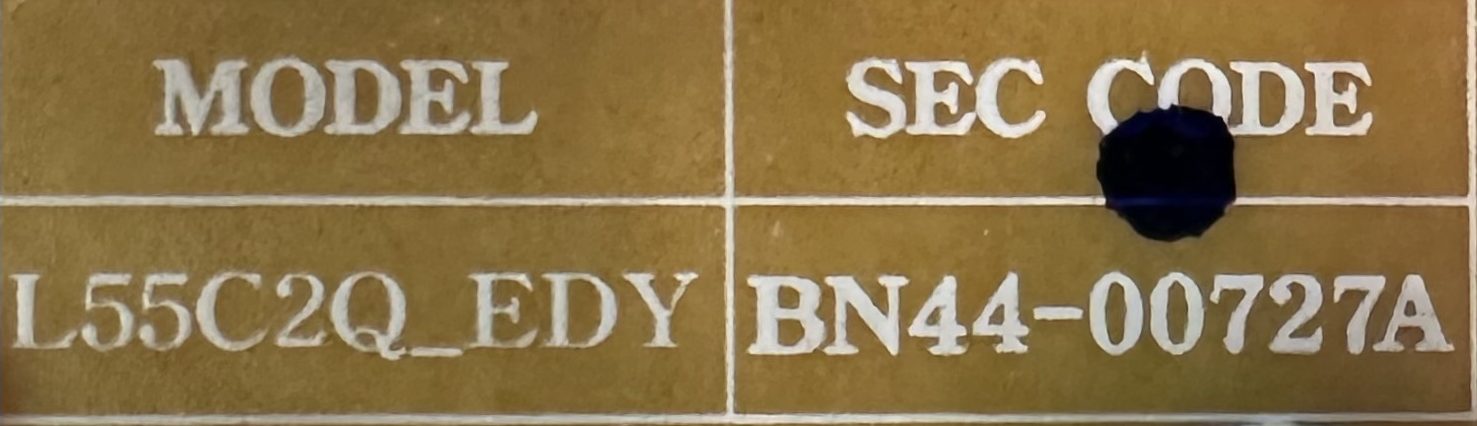 MODEL SEC CODE
L55C2Q_EDY BN44-00727A